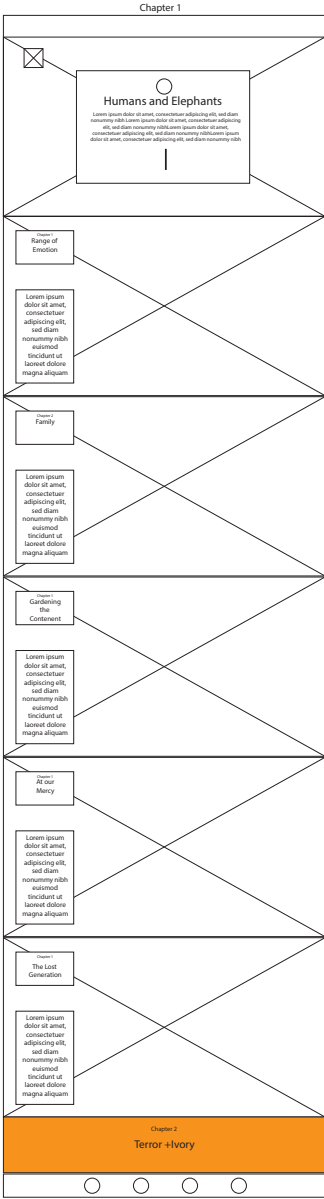 Chapter 1
Humans and Elephants
Lorem ipsum dolor sit amet, consectetuer adipiscing elit, sed diam
nonummy nibh Lorem ipsum dolor sit amet, consectetuer adipiscing
elit, sed diam nonummy nibhLorem ipsum dolor sit amet,
consectetuer adipiscing elit, sed diam nonummy nibhLorem ipsum
dolor sit amet, consectetuer adipiscing elit, sed diam nonummy nibh
Chapter 1
Range of
Emotion
Lorem ipsum
dolor sit amet,
consectetuer
adipiscing elit,
sed diam
nonummy nibh
euismod
tincidunt ut
laoreet dolore
magna aliquam
Chapter 2
Family
Lorem ipsum
dolor sit amet,
consectetuer
adipiscing elit,
sed diam
nonummy nibh
euismod
tincidunt ut
laoreet dolore
magna aliquam
Chapter 1
Gardening
the
Contenent
Lorem ipsum
dolor sit amet,
consectetuer
adipiscing elit,
sed diam
nonummy nibh
euismod
tincidunt ut
laoreet dolore
magna aliquam
Chapter 1
At our
Mercy
Lorem ipsum
dolor sit amet,
consectetuer
adipiscing elit,
sed diam
nonummy nibh
euismod
tincidunt ut
laoreet dolore
magna aliquam
Chapter 1
The Lost
Generation
Lorem ipsum
dolor sit amet,
consectetuer
adipiscing elit,
sed diam
nonummy nibh
euismod
tincidunt ut
laoreet dolore
magna aliquam
Chapter 2
Terror +Ivory